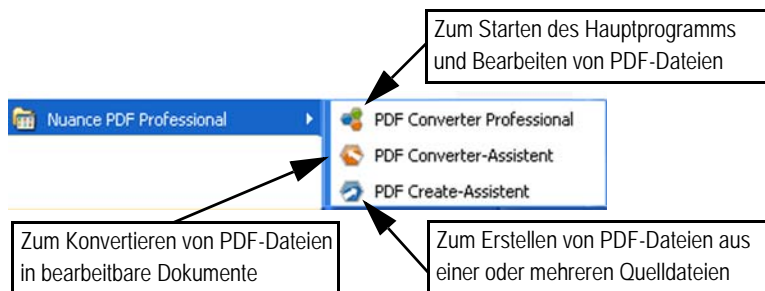 Zum Starten des Hauptprogramms
und Bearbeiten von PDF-Dateien
Nuance PDF Professional
PDF Converter Professional
PDF Converter-Assistent
PDF Create-Assistent
Zum Konvertieren von PDF-Dateien
in bearbeitbare Dokumente
Zum Erstellen von PDF-Dateien aus
einer oder mehreren Quelldateien